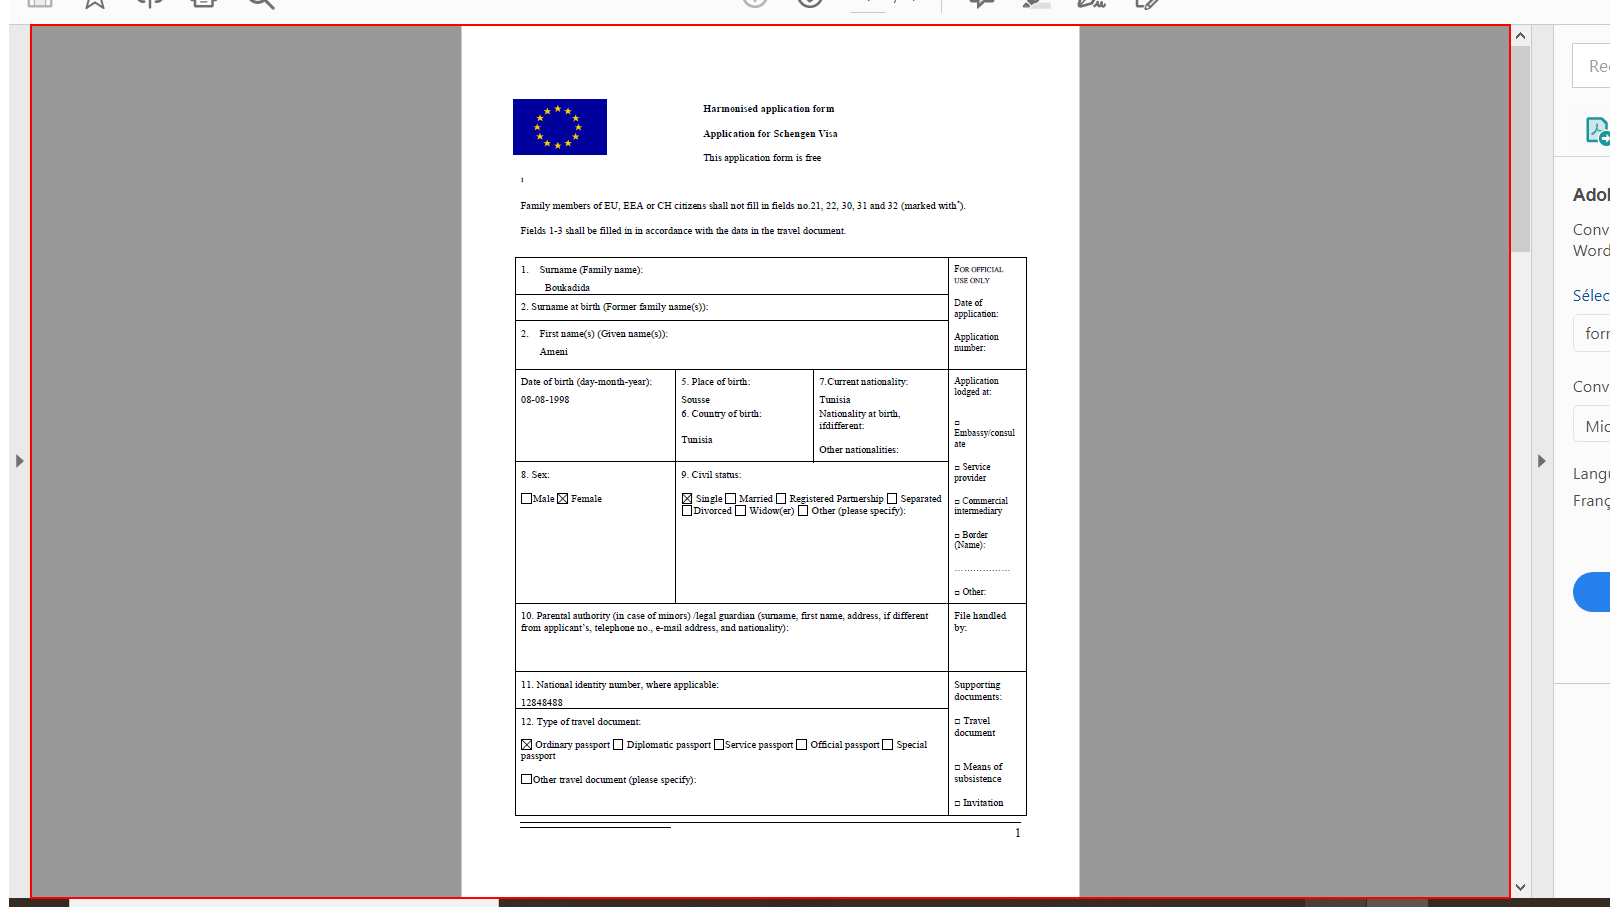 Harmonised application form
Application for Schengen Visa
This application form is free
1
Family members of EU, EEA or CH citizens shall not fill in fields no.21, 22, 30, 31 and 32 (marked with*).
Fields 1-3 shall be filled in in accordance with the data in the travel document.
1. Surname (Family name):
Boukadida
2. Surname at birth (Former family name(s)):
2. First name(s) (Given name(s)):
Ameni
FOR OFFICIAL
USE ONLY
Date of
application:
Application
number:
Date of birth (day-month-year):
08-08-1998
5. Place of birth:
Sousse
6. Country of birth:
Tunisia
7.Current nationality:
Tunisia
Nationality at birth,
ifdifferent:
Other nationalities:
Application
lodged at:
□
Embassy/consul
ate
□ Service
provider
□ Commercial
intermediary
□ Border
(Name):
………………
□ Other:
8. Sex:
☐Male ☒ Female
9. Civil status:
☒ Single ☐ Married ☐ Registered Partnership ☐ Separated
☐Divorced ☐ Widow(er) ☐ Other (please specify):
10. Parental authority (in case of minors) /legal guardian (surname, first name, address, if different
from applicant's, telephone no., e-mail address, and nationality):
File handled
by:
11. National identity number, where applicable:
12848488
12. Type of travel document:
☒ Ordinary passport ☐ Diplomatic passport ☐Service passport ☐ Official passport ☐ Special
passport
☐Other travel document (please specify):
Supporting
documents:
□ Travel
document
□ Means of
subsistence
□ Invitation
1
Conv
Word
Sélec
Conv